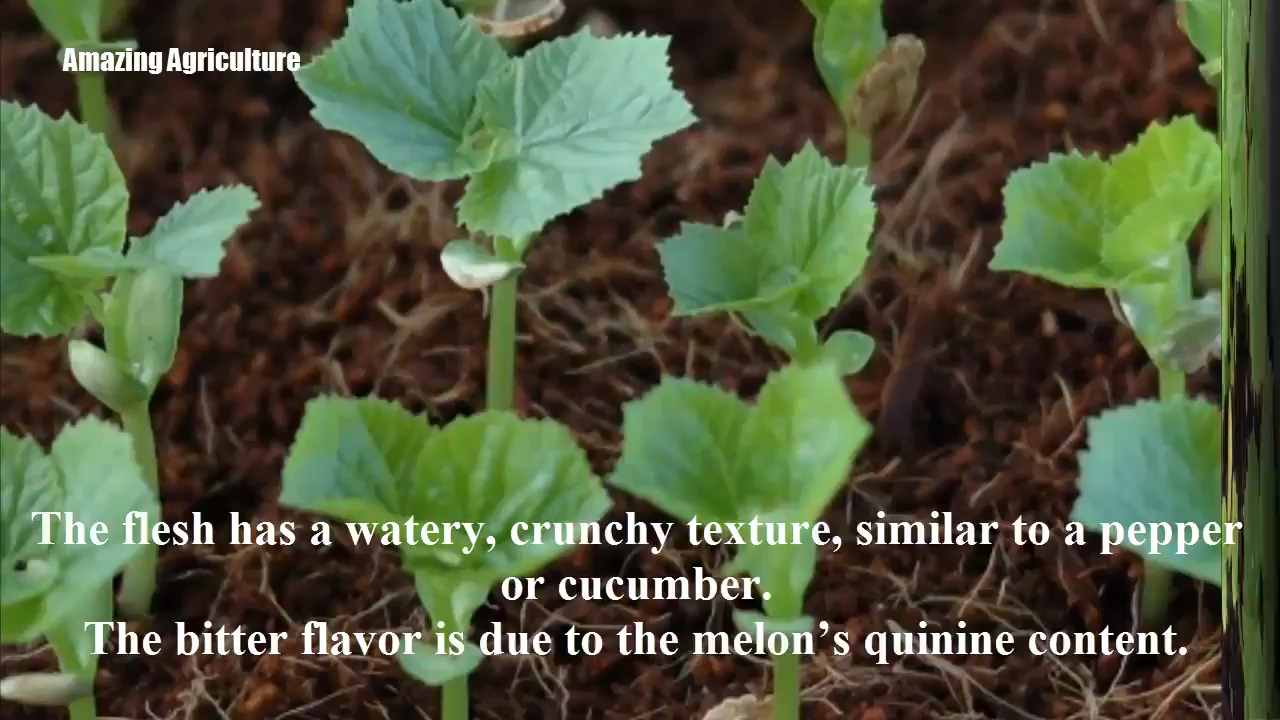 Amazing Agriculture
The flesh has a watery, crunchy texture, similar to a pepper
or cucumber.
The bitter flavor is due to the melon’s quinine content.